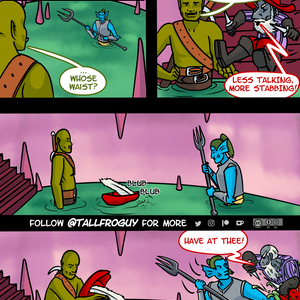 ...
WHOSE
WAIST?
LESS TALKING,
MORE STABBING!
BLUB
BLUB
FOLLOW @TALLFROGUY FOR MORE
HAVE AT THEE!